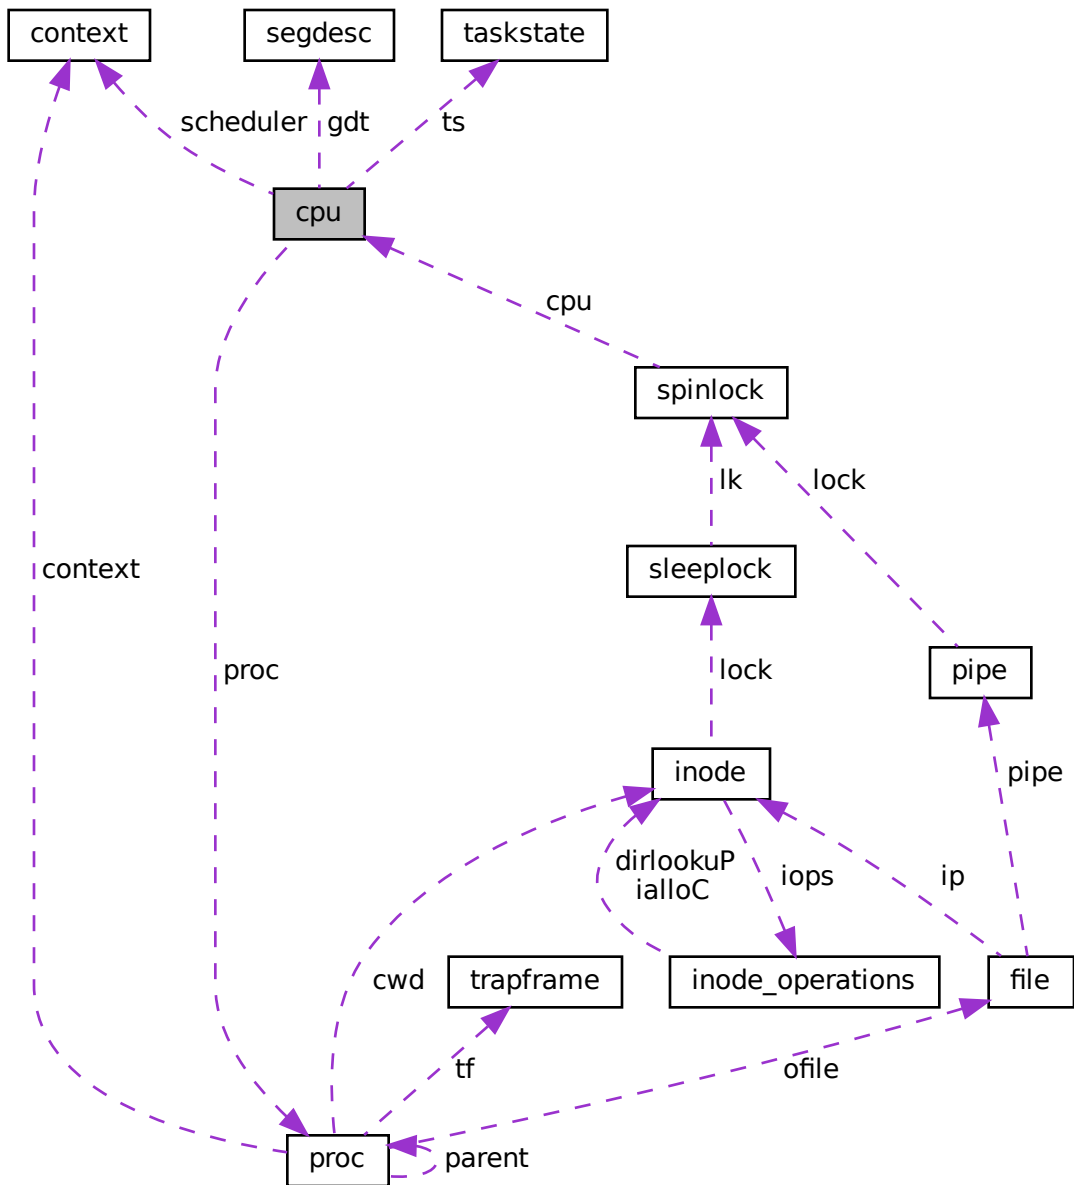 context
segdesc
taskstate
scheduler
gdt
ts
cpu
cpu
spinlock
lk
lock
context
sleeplock
proc
lock
pipe
inode
pipe
dirlookuP
ialloC
iops
ip
cwd
trapframe
inode_operations
file
tf
ofile
proc
parent